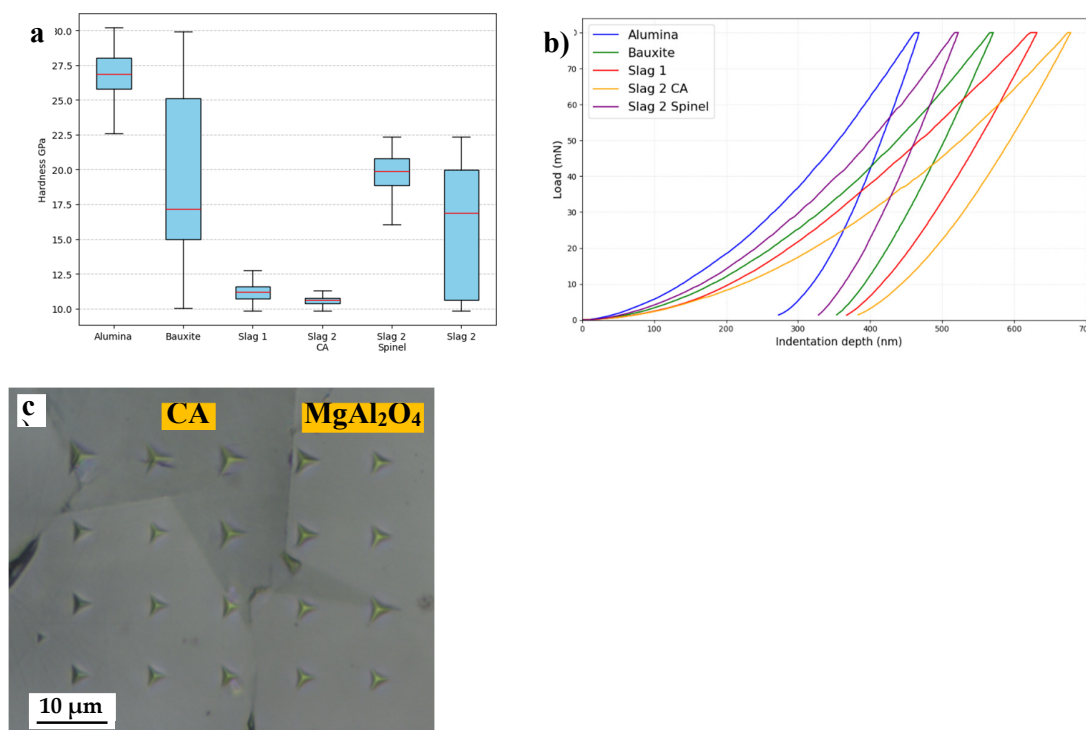 a
Hardness GPa
30.0
27.5
25.0
22.5
20.0
17.5
15.0
12.5
10.0
Alumina
Bauxite
Slag 1
Slag 2
CA
Slag 2
Spinel
Slag 2
b)
Load (mN)
80
70
60
50
40
30
20
10
0
Alumina
Bauxite
Slag 1
Slag 2 CA
Slag 2 Spinel
0
100
200
300
400
500
600
Indentation depth (nm)
c)
CA
MgAl₂O₄
10 µm